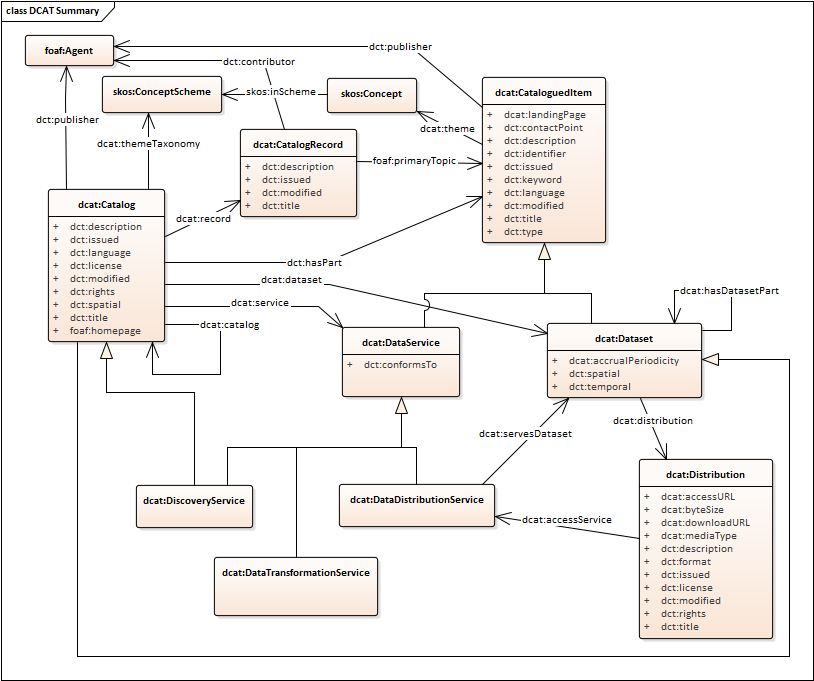 class DCAT Summary
foaf:Agent
dct:publisher
dct:contributor
skos:ConceptScheme
skos:inScheme
skos:Concept
dcat:CataloguedItem
+ dcat:landingPage
+ dcat:contactPoint
+ dct:description
+ dct:identifier
+ dct:issued
+ dct:keyword
+ dct:language
+ dct:modified
+ dct:title
+ dct:type
dct:publisher
dcat:theme
dcat:themeTaxonomy
dcat:CatalogRecord
+ dct:description
+ dct:issued
+ dct:modified
+ dct:title
foaf:primaryTopic
dcat:Catalog
+ dct:description
+ dct:issued
+ dct:language
+ dct:license
+ dct:modified
+ dct:rights
+ dct:spatial
+ dct:title
+ foaf:homepage
dcat:record
dct:hasPart
dcat:dataset
dcat:service
dct:catalog
dcat:hasDatasetPart
dcat:DataService
+ dct:conformsTo
dcat:Dataset
+ dcat:accrualPeriodicity
+ dct:spatial
+ dct:temporal
dcat:servesDataset
dcat:distribution
dcat:DiscoveryService
dcat:DataDistributionService
dcat:accessService
dcat:Distribution
+ dcat:accessURL
+ dcat:byteSize
+ dcat:downloadURL
+ dcat:mediaType
+ dct:description
+ dct:format
+ dct:issued
+ dct:license
+ dct:modified
+ dct:rights
+ dct:title
dcat:DataTransformationService